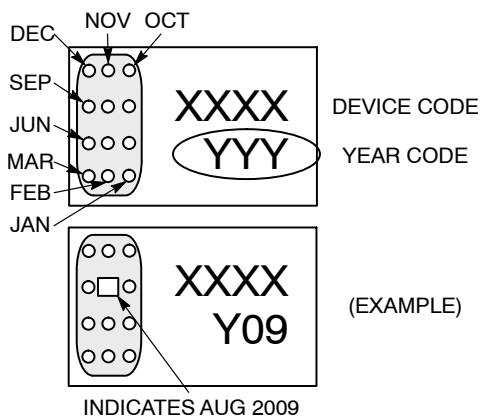 DEC NOV OCT
SEP
JUN
MAR
FEB
JAN
XXXX DEVICE CODE
YYY YEAR CODE
XXXX
Y09
(EXAMPLE)
INDICATES AUG 2009